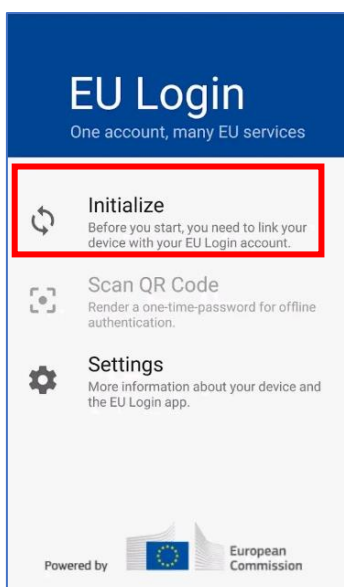 EU Login
One account, many EU services
Initialize
Before you start, you need to link your
device with your EU Login account.
Scan QR Code
Render a one-time-password for offline
authentication.
Settings
More information about your device and
the EU Login app.
Powered by
European
Commission